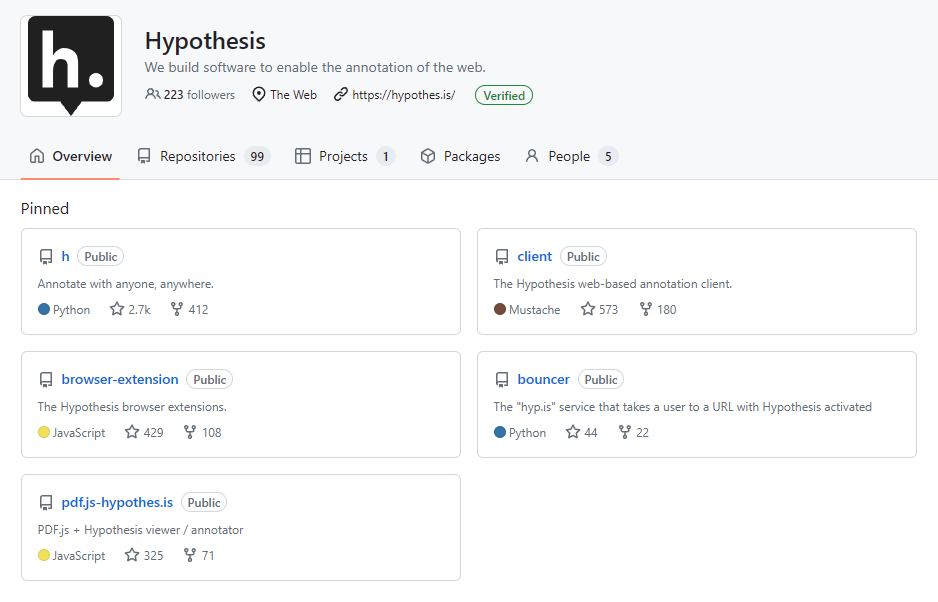 h.
Hypothesis
We build software to enable the annotation of the web.
223 followers The Web https://hypothes.is/ Verified
Overview Repositories 99 Projects 1 Packages People 5
Pinned
h Public
Annotate with anyone, anywhere.
Python 2.7k 412
client Public
The Hypothesis web-based annotation client.
Mustache 573 180
browser-extension Public
The Hypothesis browser extensions.
JavaScript 429 108
bouncer Public
The "hyp.is" service that takes a user to a URL with Hypothesis activated
Python 44 22
pdf.js-hypothes.is Public
PDF.js + Hypothesis viewer / annotator
JavaScript 325 71